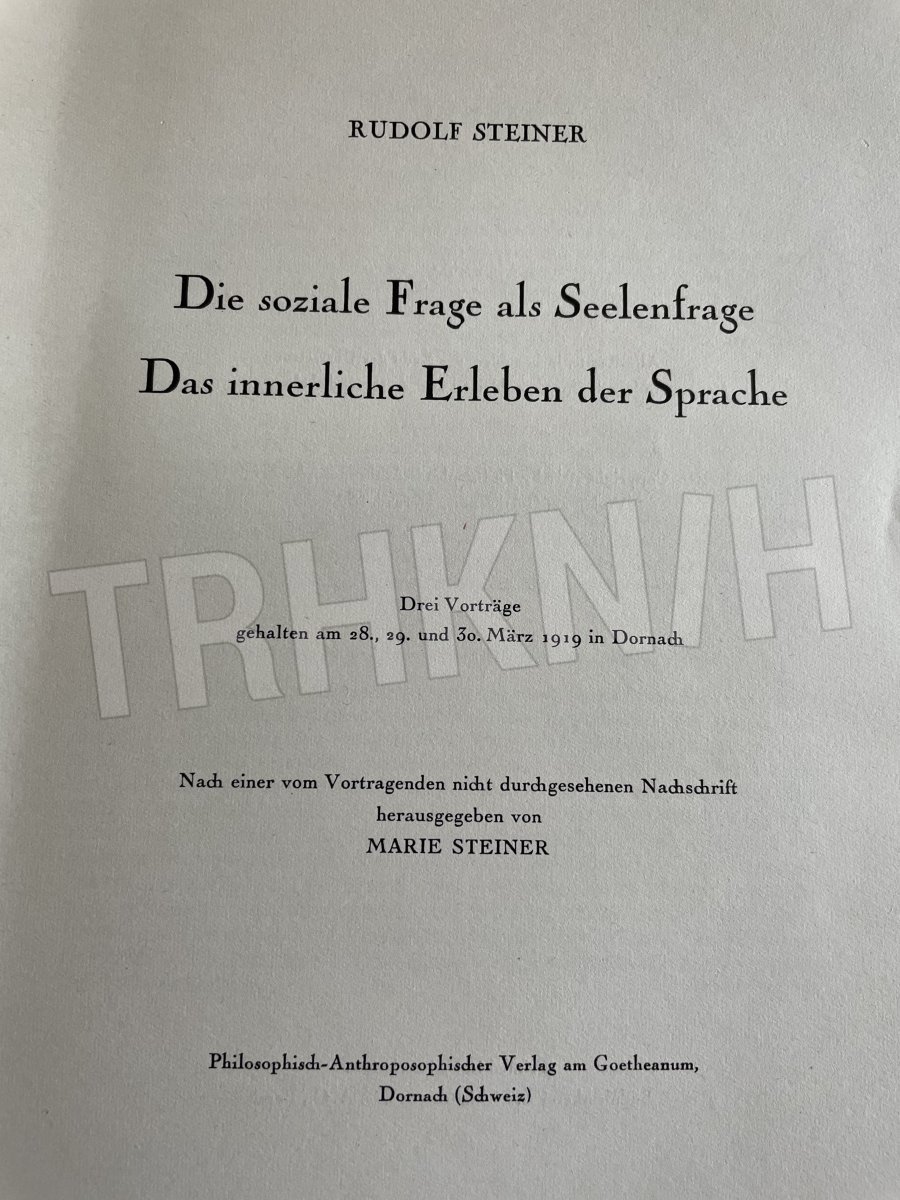 RUDOLF STEINER
Die soziale Frage als Seelenfrage
Das innerliche Erleben der Sprache
TRHKN/H
Drei Vorträge
gehalten am 28., 29. und 30. März 1919 in Dornach
Nach einer vom Vortragenden nicht durchgesehenen Nachschrift
herausgegeben von
MARIE STEINER
Philosophisch-Anthroposophischer Verlag am Goetheanum,
Dornach (Schweiz)